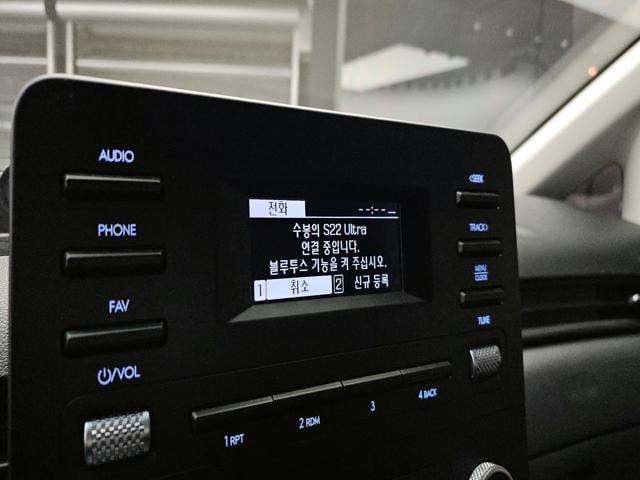 AUDIO
PHONE
FAV
⏻/VOL
전화 --:-- --
수봉의 S22 Ultra
연결 중입니다.
블루투스 기능을 켜 주십시오.
1 취소 2 신규 등록
<SEEK
TRACK>
MENU
CLOCK
TUNE
1 RPT
2 RDM
3
4 BACK